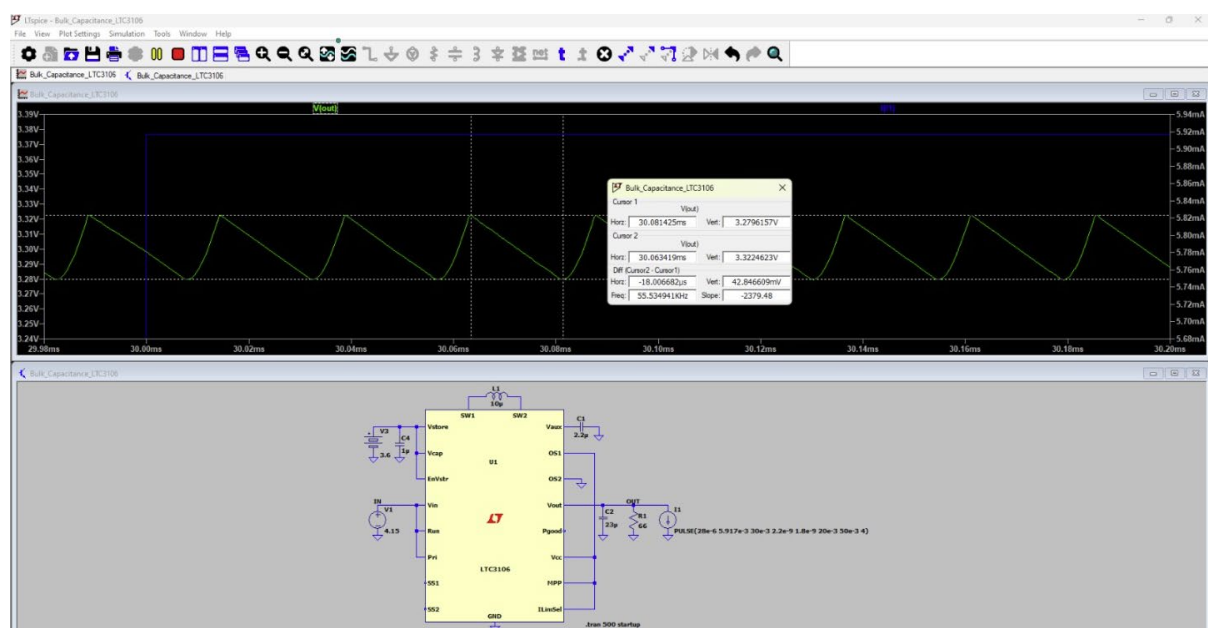 LTspice - Bulk_Capacitance_LTC3106
File View Plot Settings Simulation Tools Window Help
Bulk_Capacitance_LTC3106 Bulk_Capacitance_LTC3106
Bulk_Capacitance_LTC3106
V(out)
3.39V 5.94mA
3.38V 5.92mA
3.37V 5.90mA
3.36V 5.88mA
3.35V 5.86mA
3.34V 5.84mA
3.33V 5.82mA
3.32V 5.80mA
3.31V 5.78mA
3.30V 5.76mA
3.29V 5.74mA
3.28V 5.72mA
3.27V 5.70mA
3.26V 5.68mA
3.25V
3.24V
29.98ms 30.00ms 30.02ms 30.04ms 30.06ms 30.08ms 30.10ms 30.12ms 30.14ms 30.16ms 30.18ms 30.20ms
Bulk_Capacitance_LTC3106
Cursor 1
V(out)
Horz: 30.081425ms Vert: 3.2796157V
Cursor 2
V(out)
Horz: 30.063419ms Vert: 3.3224623V
Diff (Cursor2 - Cursor1)
Horz: -18.006682µs Vert: 42.846609mV
Freq: 55.534941KHz Slope: -2379.48
Bulk_Capacitance_LTC3106
L1
10µ
SW1 SW2
Vstore Vaux
V3 C4 C1
3.6 1µ 2.2µ
Vcap U1 OS1
EnVstr OS2
IN Vin Vout OUT
V1 C2 R1 I1
4.15 Run Pgood 23µ 66 PULSE(28e-6 5.917e-3 30e-3 2.2e-9 1.8e-9 20e-3 50e-3 4)
Pri Vcc
LTC3106
SS1 MPP
SS2 ILimSel
GND
.tran 500 startup